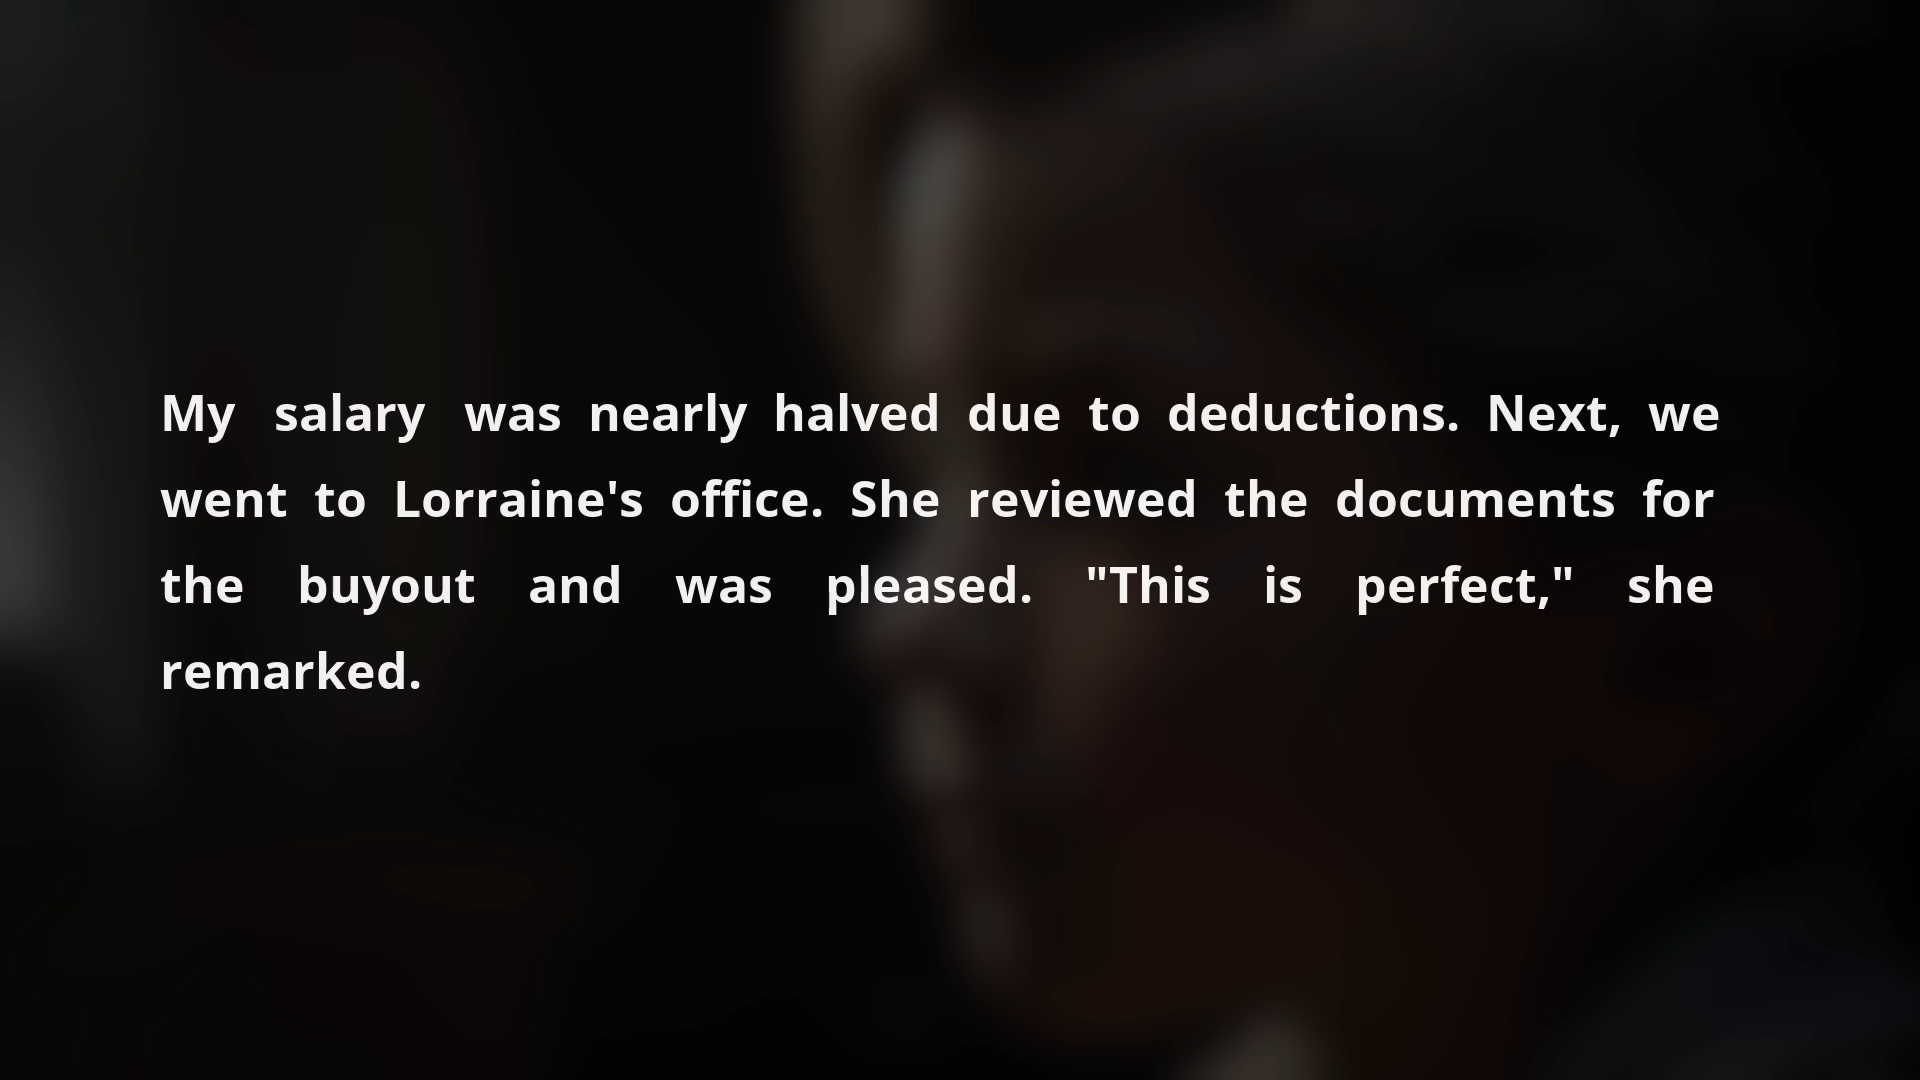 My salary was nearly halved due to deductions. Next, we
went to Lorraine's office. She reviewed the documents for
the buyout and was pleased. "This is perfect," she
remarked.